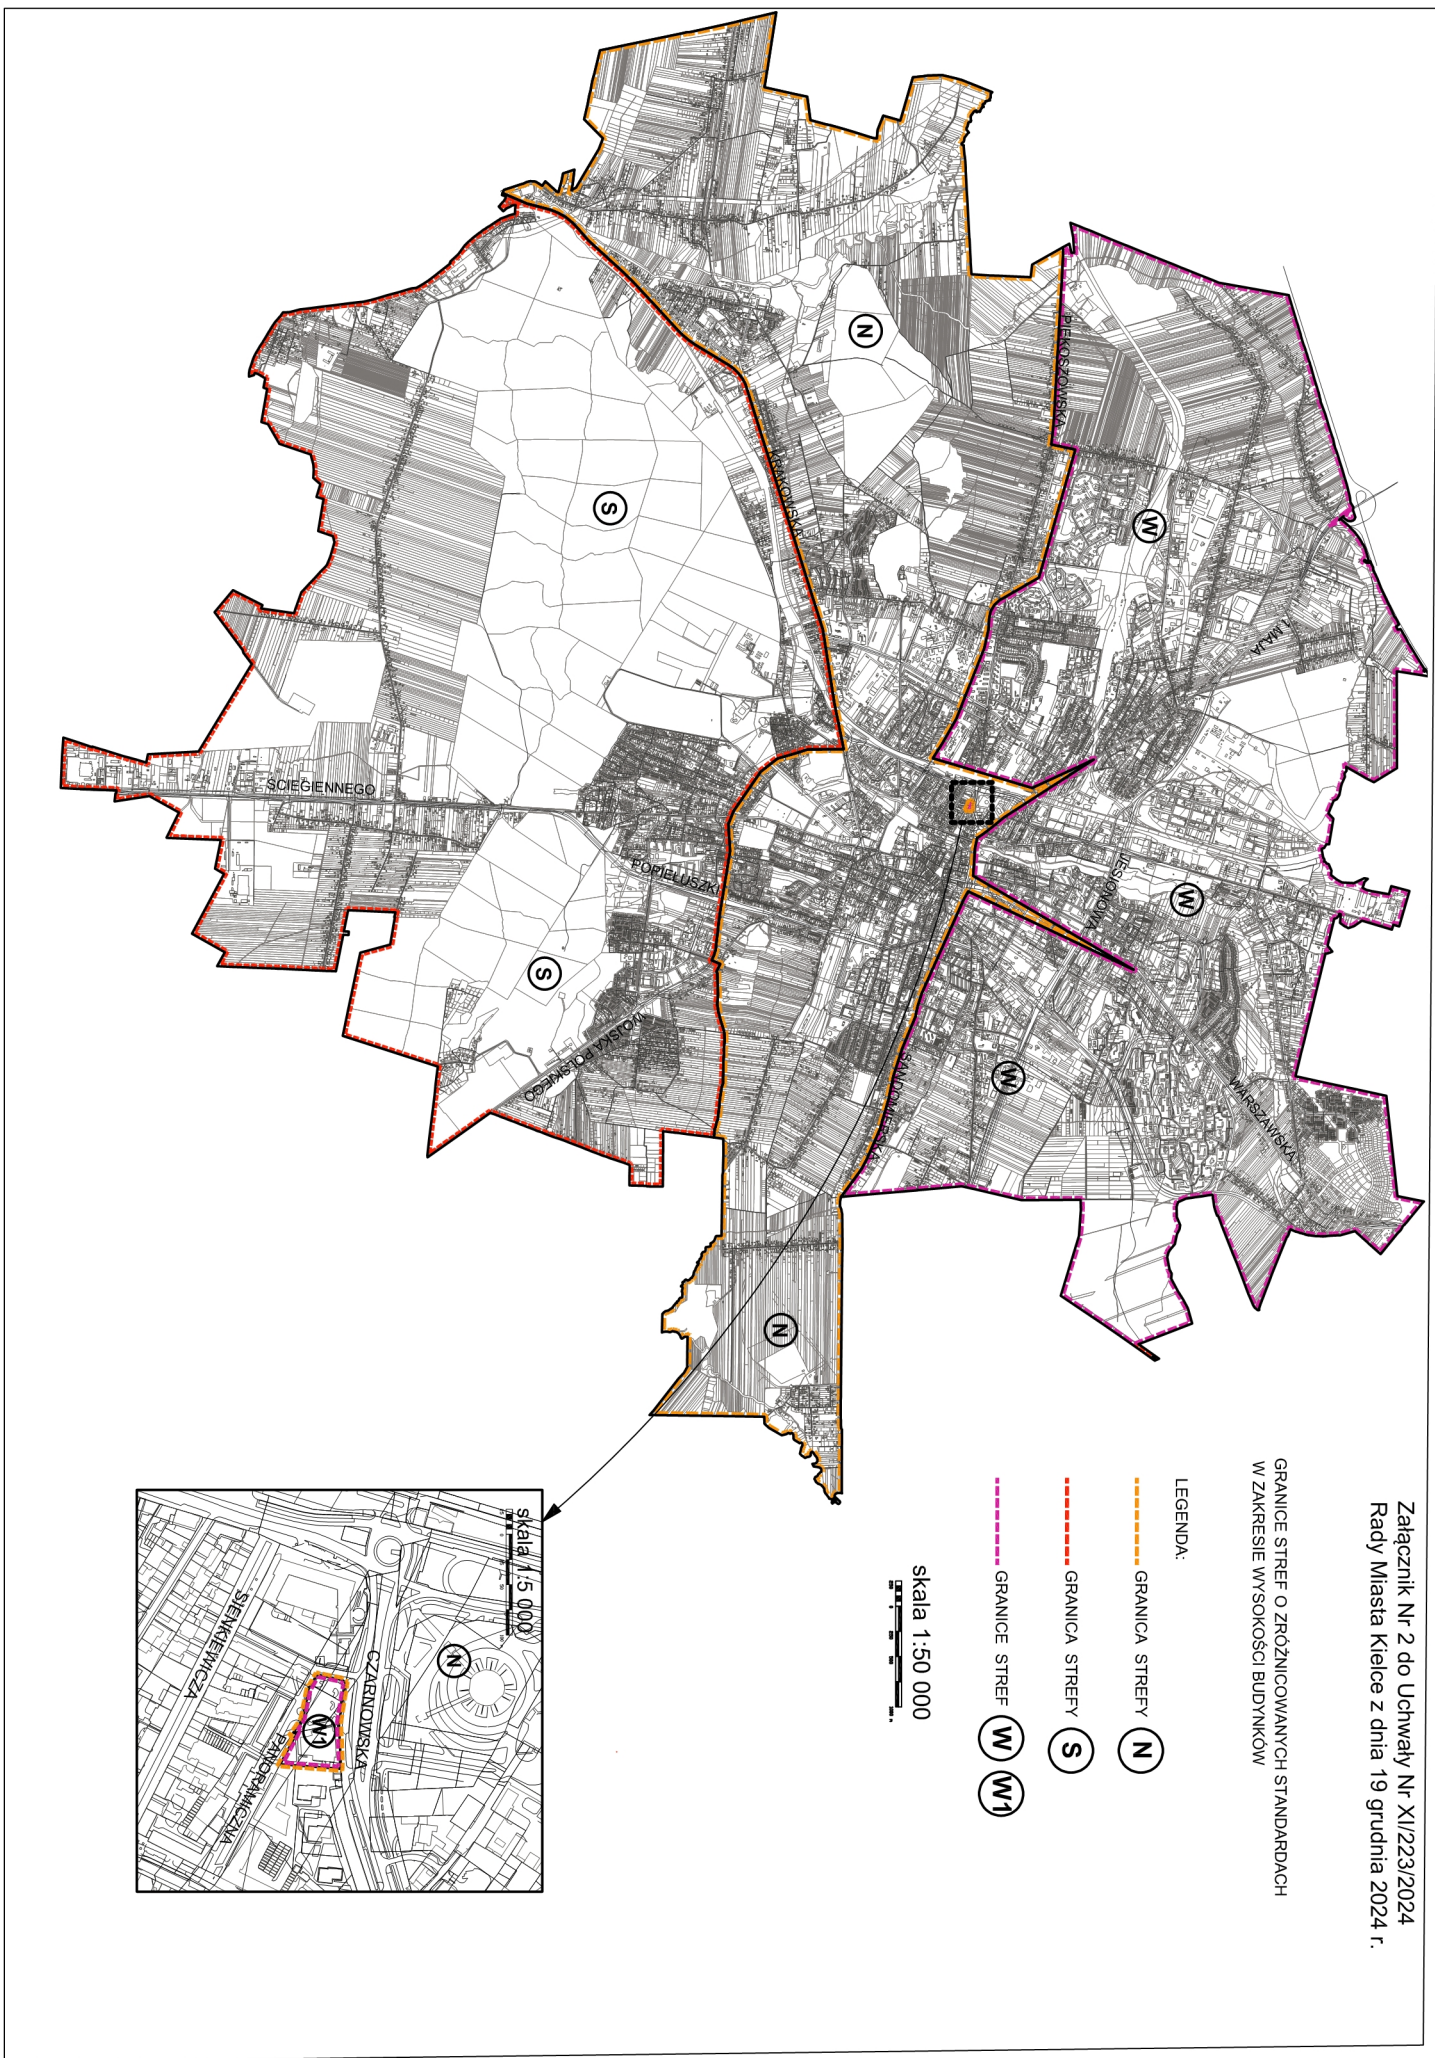 Załącznik Nr 2 do Uchwały Nr XI/223/2024
Rady Miasta Kielce z dnia 19 grudnia 2024 r.
GRANICE STREF O ZRÓŻNICOWANYCH STANDARDACH
W ZAKRESIE WYSOKOŚCI BUDYNKÓW
LEGENDA:
GRANICA STREFY N
GRANICA STREFY S
GRANICE STREF W W1
skala 1:50 000
1 MAJA
WARSZAWSKA
W
W
JESIONOWA
PIEKOSZOWSKA
W
SANDOMIERSKA
N
KRAKOWSKA
N
S
POPIEŁUSZKI
WOJSKA POLSKIEGO
S
ŚCIEGIENNEGO
skala 1:5 000
N
CZARNOWSKA
W1
PANORAMICZNA
SIENKIEWICZA